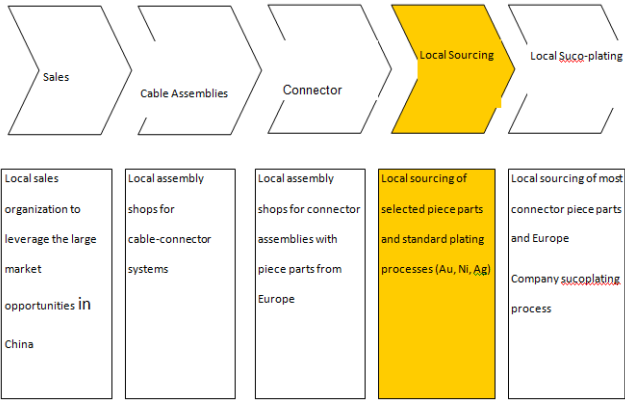 Sales
Cable Assemblies
Connector
Local Sourcing
Local Suco-plating
Local sales
organization to
leverage the large
market
opportunities in
China
Local assembly
shops for
cable-connector
systems
Local assembly
shops for connector
assemblies with
piece parts from
Europe
Local sourcing of
selected piece parts
and standard plating
processes (Au, Ni, Ag)
Local sourcing of most
connector piece parts
and Europe
Company sucoplating
process